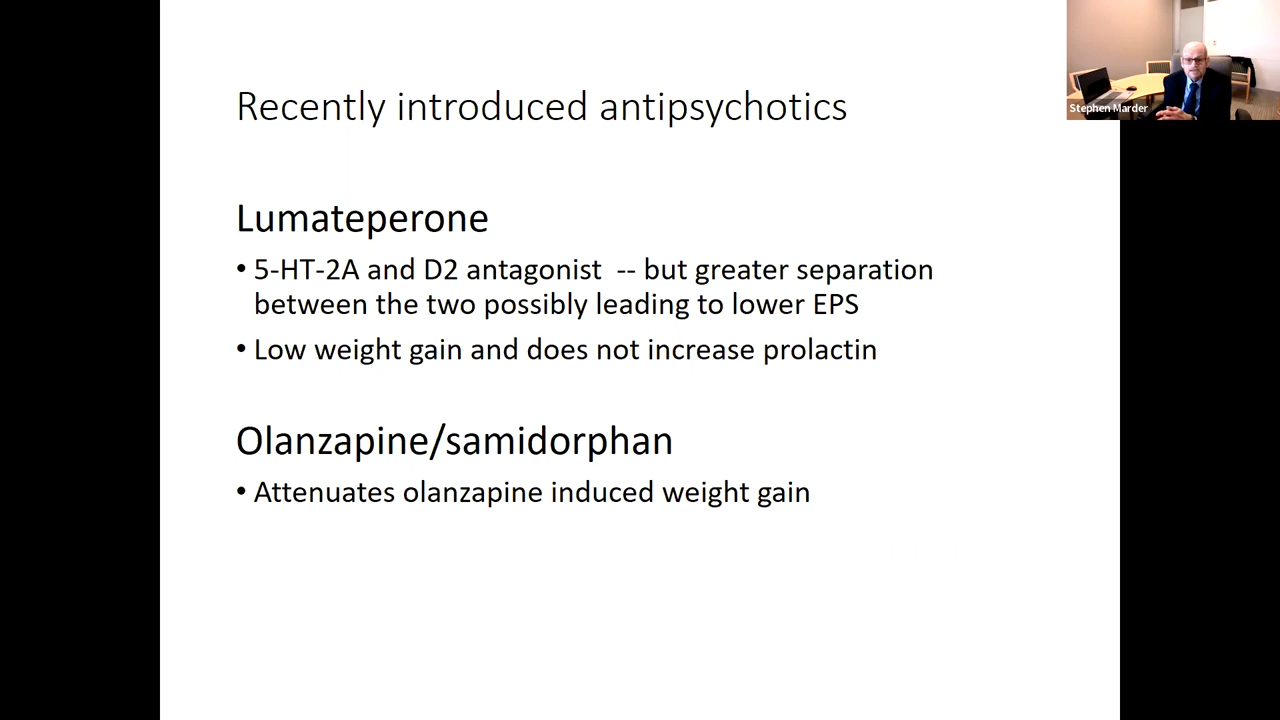 Recently introduced antipsychotics
Stephen Marder
Lumateperone
• 5-HT-2A and D2 antagonist  -- but greater separation
between the two possibly leading to lower EPS
• Low weight gain and does not increase prolactin
Olanzapine/samidorphan
• Attenuates olanzapine induced weight gain